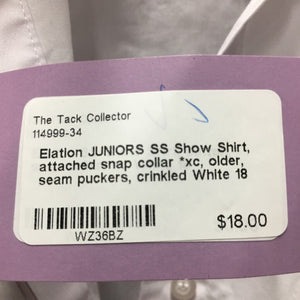 The Tack Collector
114999-34
Elation JUNIORS SS Show Shirt,
attached snap collar *xc, older,
seam puckers, crinkled White 18
WZ36BZ
$18.00